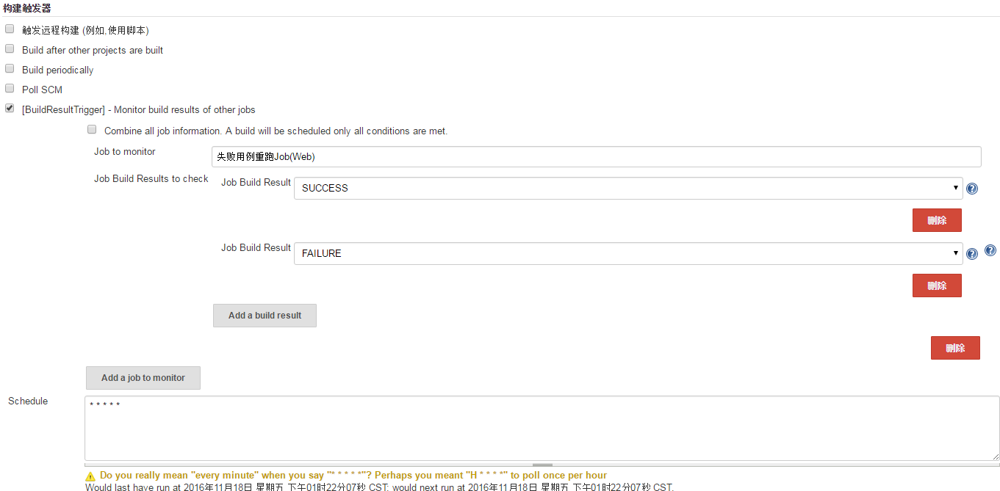 构建触发器
触发远程构建 (例如,使用脚本)
Build after other projects are built
Build periodically
Poll SCM
[BuildResultTrigger] - Monitor build results of other jobs
Combine all job information. A build will be scheduled only all conditions are met.
Job to monitor 失败用例重跑Job(Web)
Job Build Results to check Job Build Result SUCCESS
删除
Job Build Result FAILURE
删除
Add a build result
删除
Add a job to monitor
Schedule * * * * *
Do you really mean "every minute" when you say "* * * * *"? Perhaps you meant "H * * * *" to poll once per hour
Would last have run at 2016年11月18日 星期五 下午01时22分07秒 CST; would next run at 2016年11月18日 星期五 下午01时22分07秒 CST.